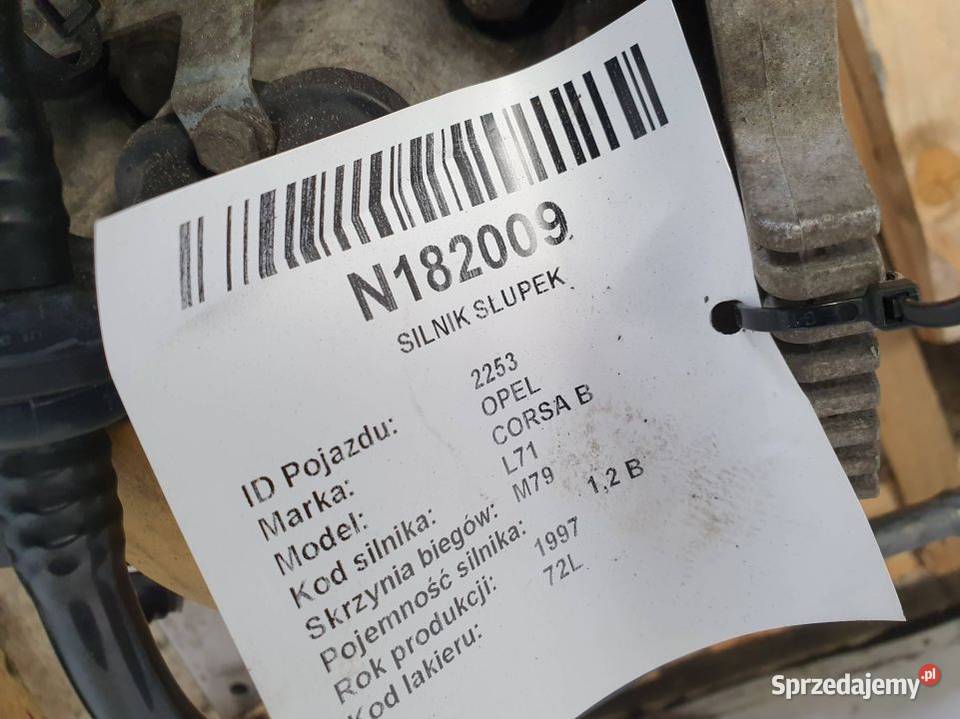 N182009
SILNIK SŁUPEK
ID Pojazdu: 2253
Marka: OPEL
Model: CORSA B
Kod silnika: L71
Skrzynia biegów: M79
Pojemność silnika: 1,2 B
Rok produkcji: 1997
Kod lakieru: 72L
Sprzedajemy.pl